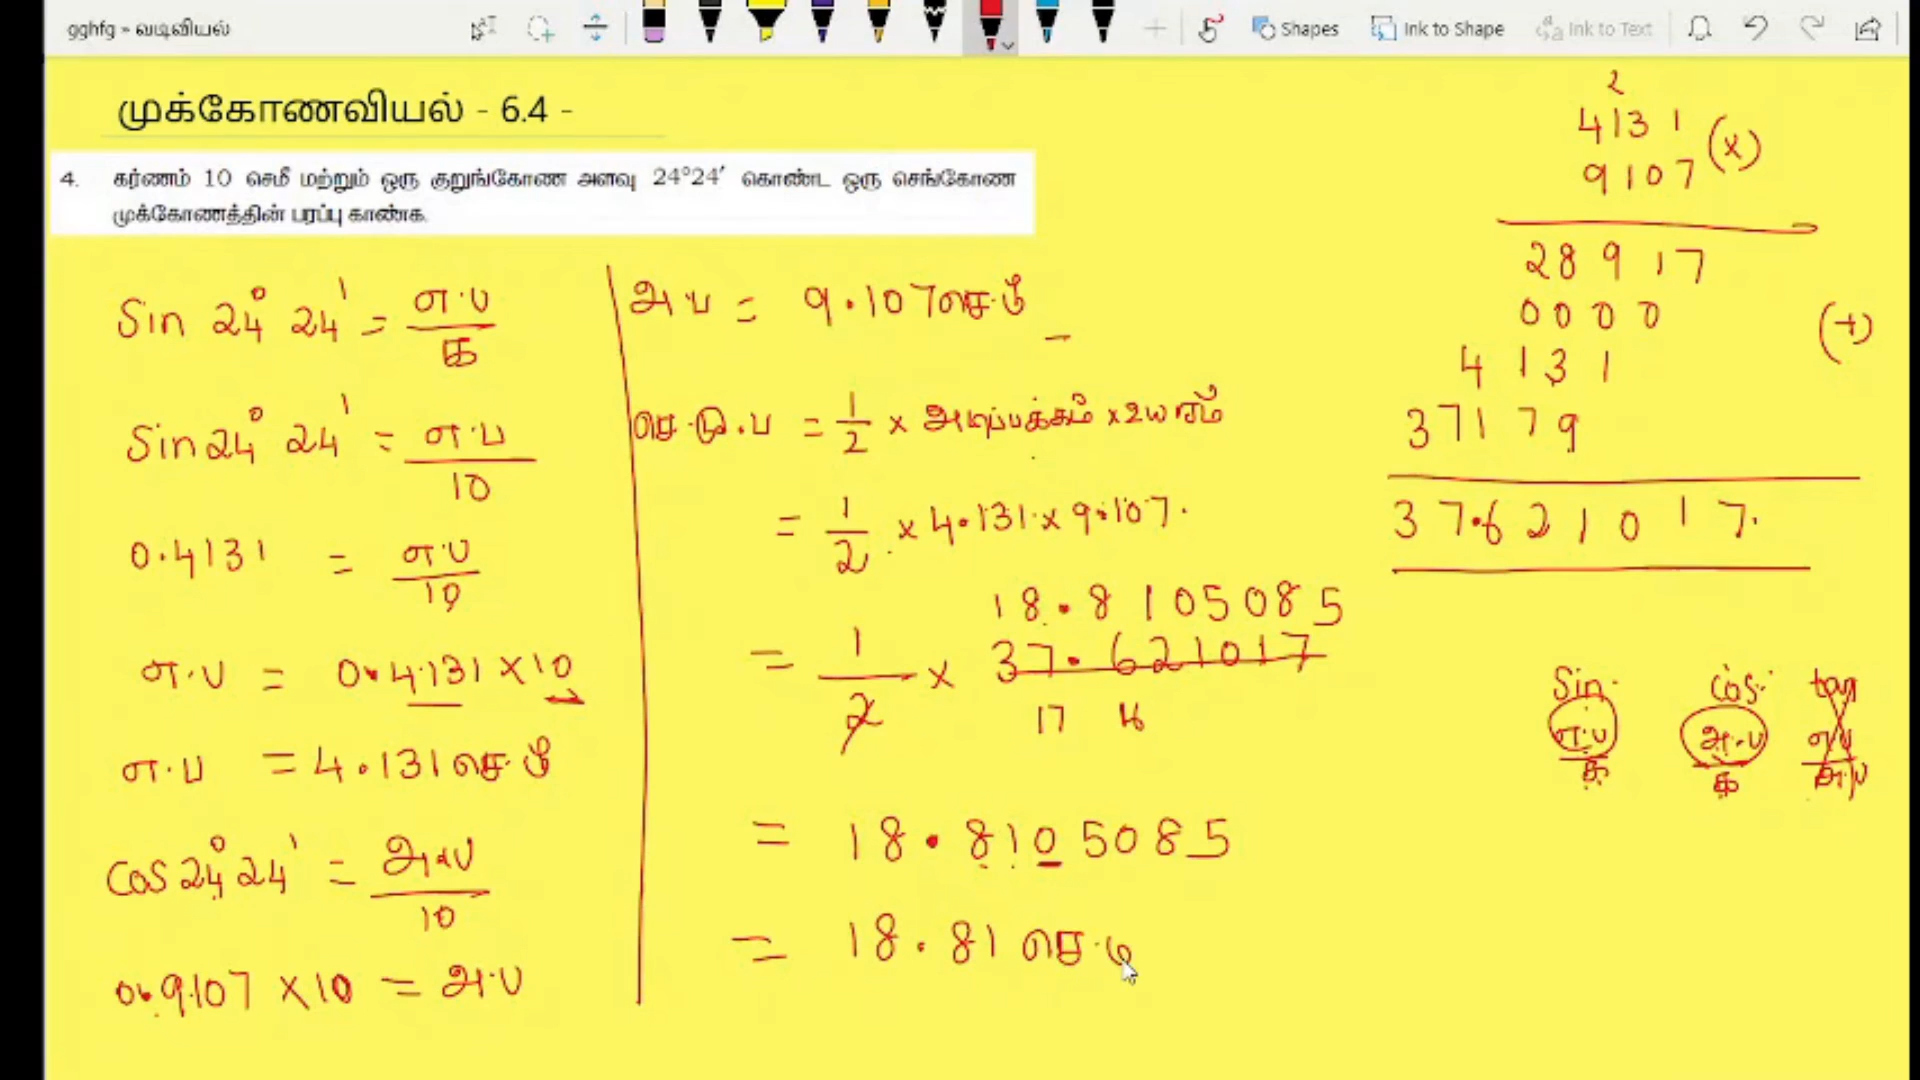 gghfg - வடிவியல்
Shapes
Ink to Shape
Ink to Text
முக்கோணவியல் - 6.4 -
4. கர்ணம் 10 செமீ மற்றும் ஒரு குறுங்கோண அளவு 24°24′ கொண்ட ஒரு செங்கோண
முக்கோணத்தின் பரப்பு காண்க.
Sin 24° 24' = எ.ப / க
Sin 24° 24' = எ.ப / 10
0.4131 = எ.ப / 10
எ.ப = 0.4131 × 10
எ.ப = 4.131 செ.மீ
Cos 24° 24' = அ.ப / 10
0.9107 × 10 = அ.ப
அ.ப = 9.107 செ.மீ
செ.மு.ப = 1/2 × அடிப்பக்கம் × உயரம்
= 1/2 × 4.131 × 9.107.
18.8105085
= 1/2 × 37.621017
17 16
= 18.8105085
= 18.81 செ.மி
2
4131
9107 (×)
28917
0000 (+)
4131
37179
37.621017.
Sin Cos tan
எ.ப அ.ப எ.ப
க க அ.ப